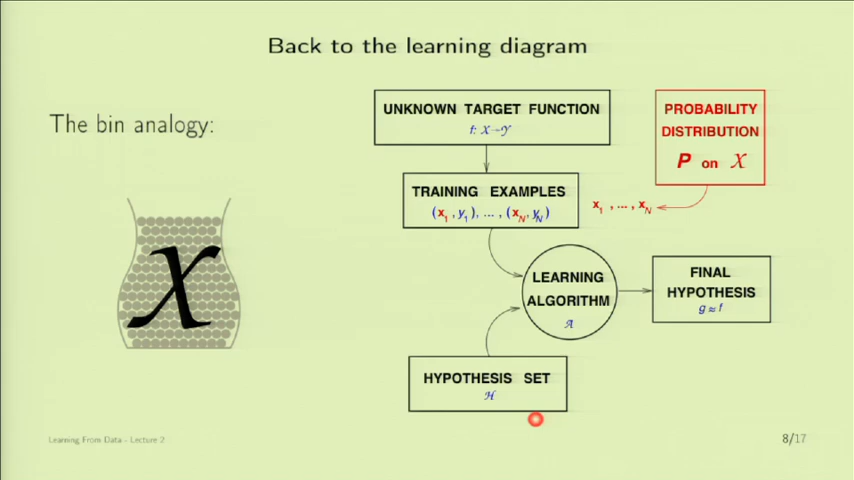 Back to the learning diagram
The bin analogy:
X
UNKNOWN TARGET FUNCTION
f: X→Y
PROBABILITY
DISTRIBUTION
P on X
TRAINING EXAMPLES
(x1, y1), ... , (xN, yN)
x1 , ... , xN
LEARNING
ALGORITHM
A
FINAL
HYPOTHESIS
g ≈ f
HYPOTHESIS SET
H
Learning From Data - Lecture 2
8/17